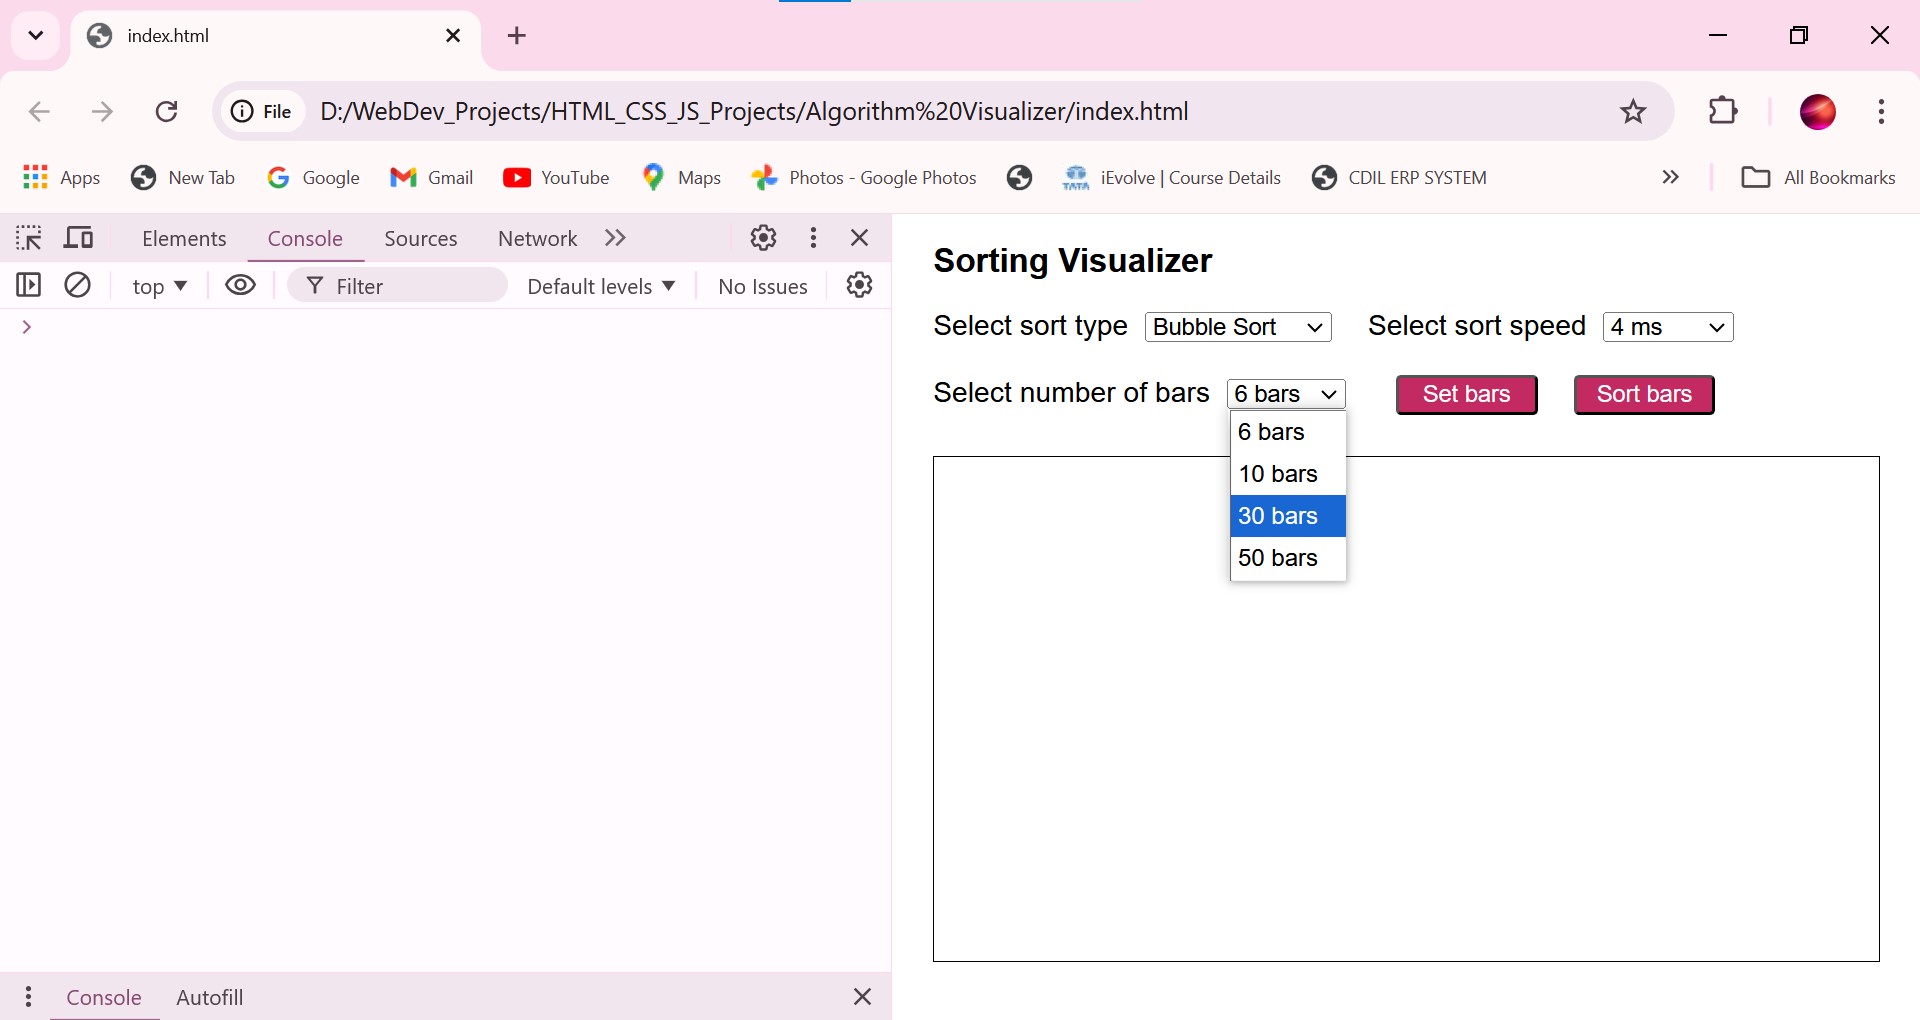 index.html
File D:/WebDev_Projects/HTML_CSS_JS_Projects/Algorithm%20Visualizer/index.html
Apps New Tab Google Gmail YouTube Maps Photos - Google Photos TATA iEvolve | Course Details CDIL ERP SYSTEM All Bookmarks
Elements Console Sources Network
top Filter Default levels No Issues
Sorting Visualizer
Select sort type Bubble Sort Select sort speed 4 ms
Select number of bars 6 bars Set bars Sort bars
6 bars
10 bars
30 bars
50 bars
Console Autofill